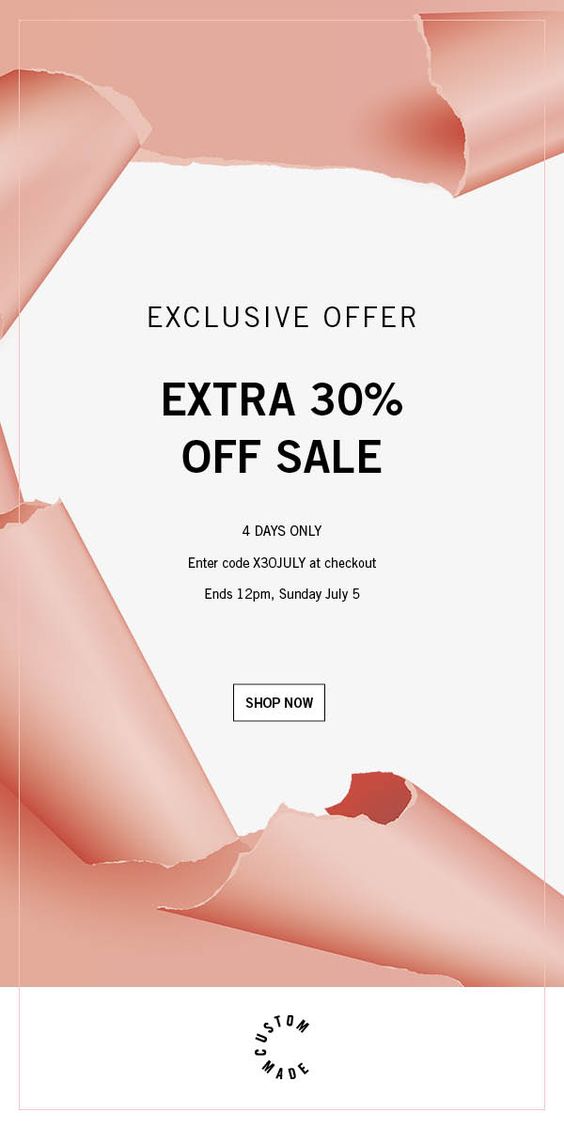 EXCLUSIVE OFFER
EXTRA 30%
OFF SALE
4 DAYS ONLY
Enter code X30JULY at checkout
Ends 12pm, Sunday July 5
SHOP NOW
CUSTOM
MADE